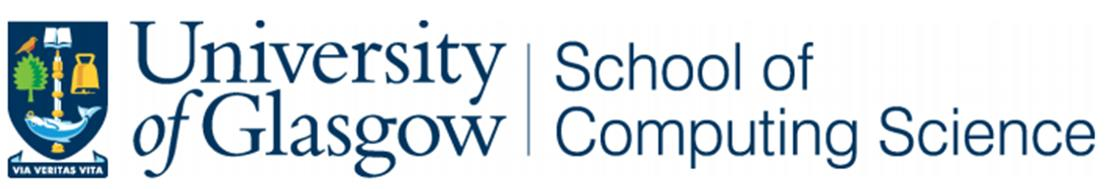 University
of Glasgow
School of
Computing Science
VIA VERITAS VITA